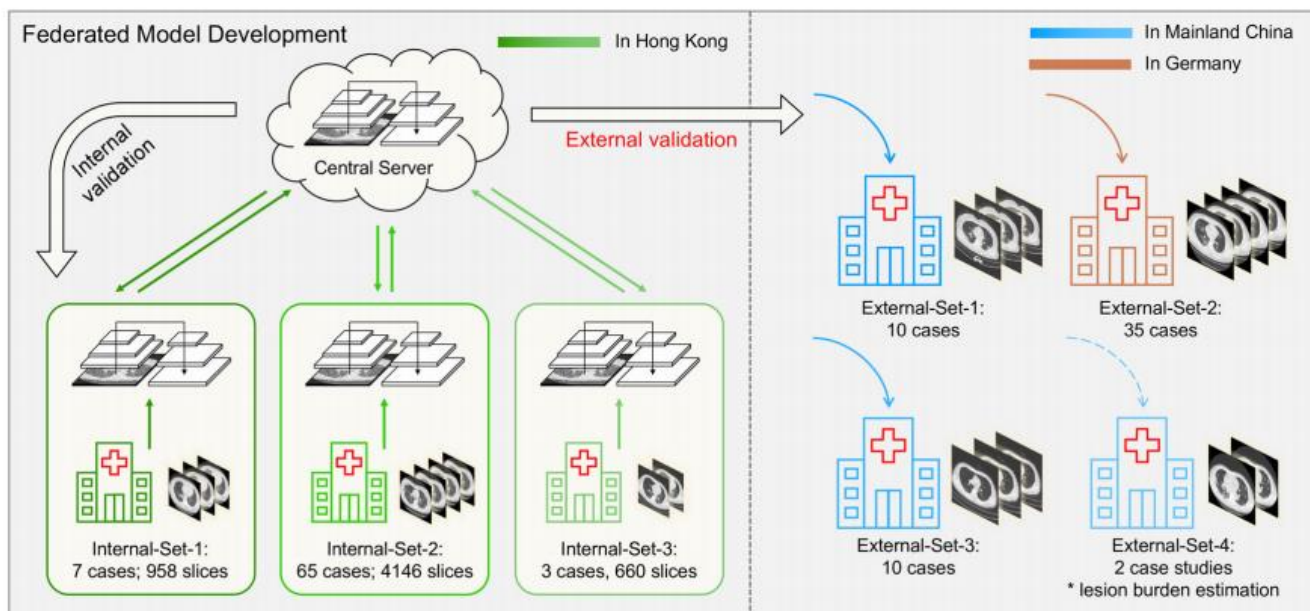 Federated Model Development
In Hong Kong
In Mainland China
In Germany
Internal
validation
Central Server
External validation
Internal-Set-1:
7 cases; 958 slices
Internal-Set-2:
65 cases; 4146 slices
Internal-Set-3:
3 cases, 660 slices
External-Set-1:
10 cases
External-Set-2:
35 cases
External-Set-3:
10 cases
External-Set-4:
2 case studies
* lesion burden estimation